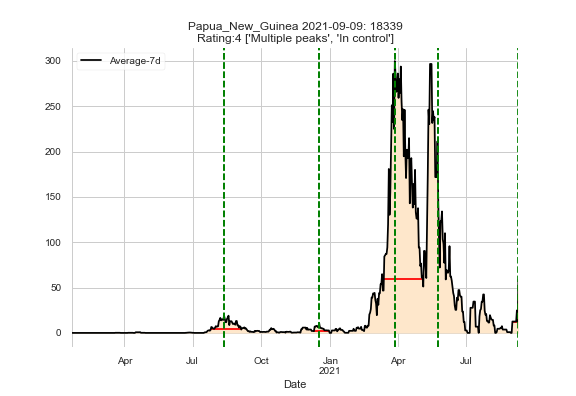 Papua_New_Guinea 2021-09-09: 18339
Rating:4 ['Multiple peaks', 'In control']
Average-7d
300
250
200
150
100
50
0
Apr Jul Oct Jan Apr Jul
2021
Date